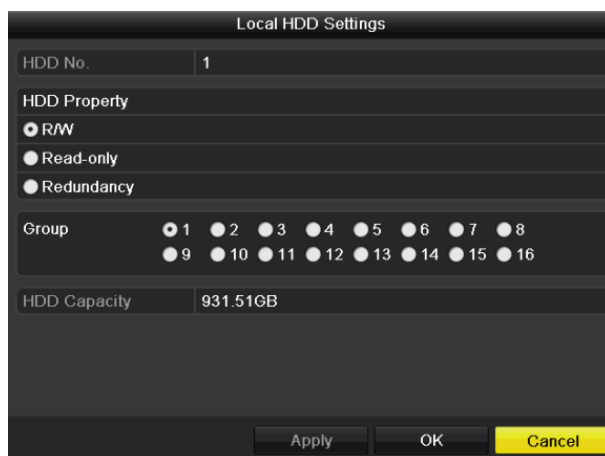 Local HDD Settings
HDD No. 1
HDD Property
R/W
Read-only
Redundancy
Group 1 2 3 4 5 6 7 8
9 10 11 12 13 14 15 16
HDD Capacity 931.51GB
Apply OK Cancel